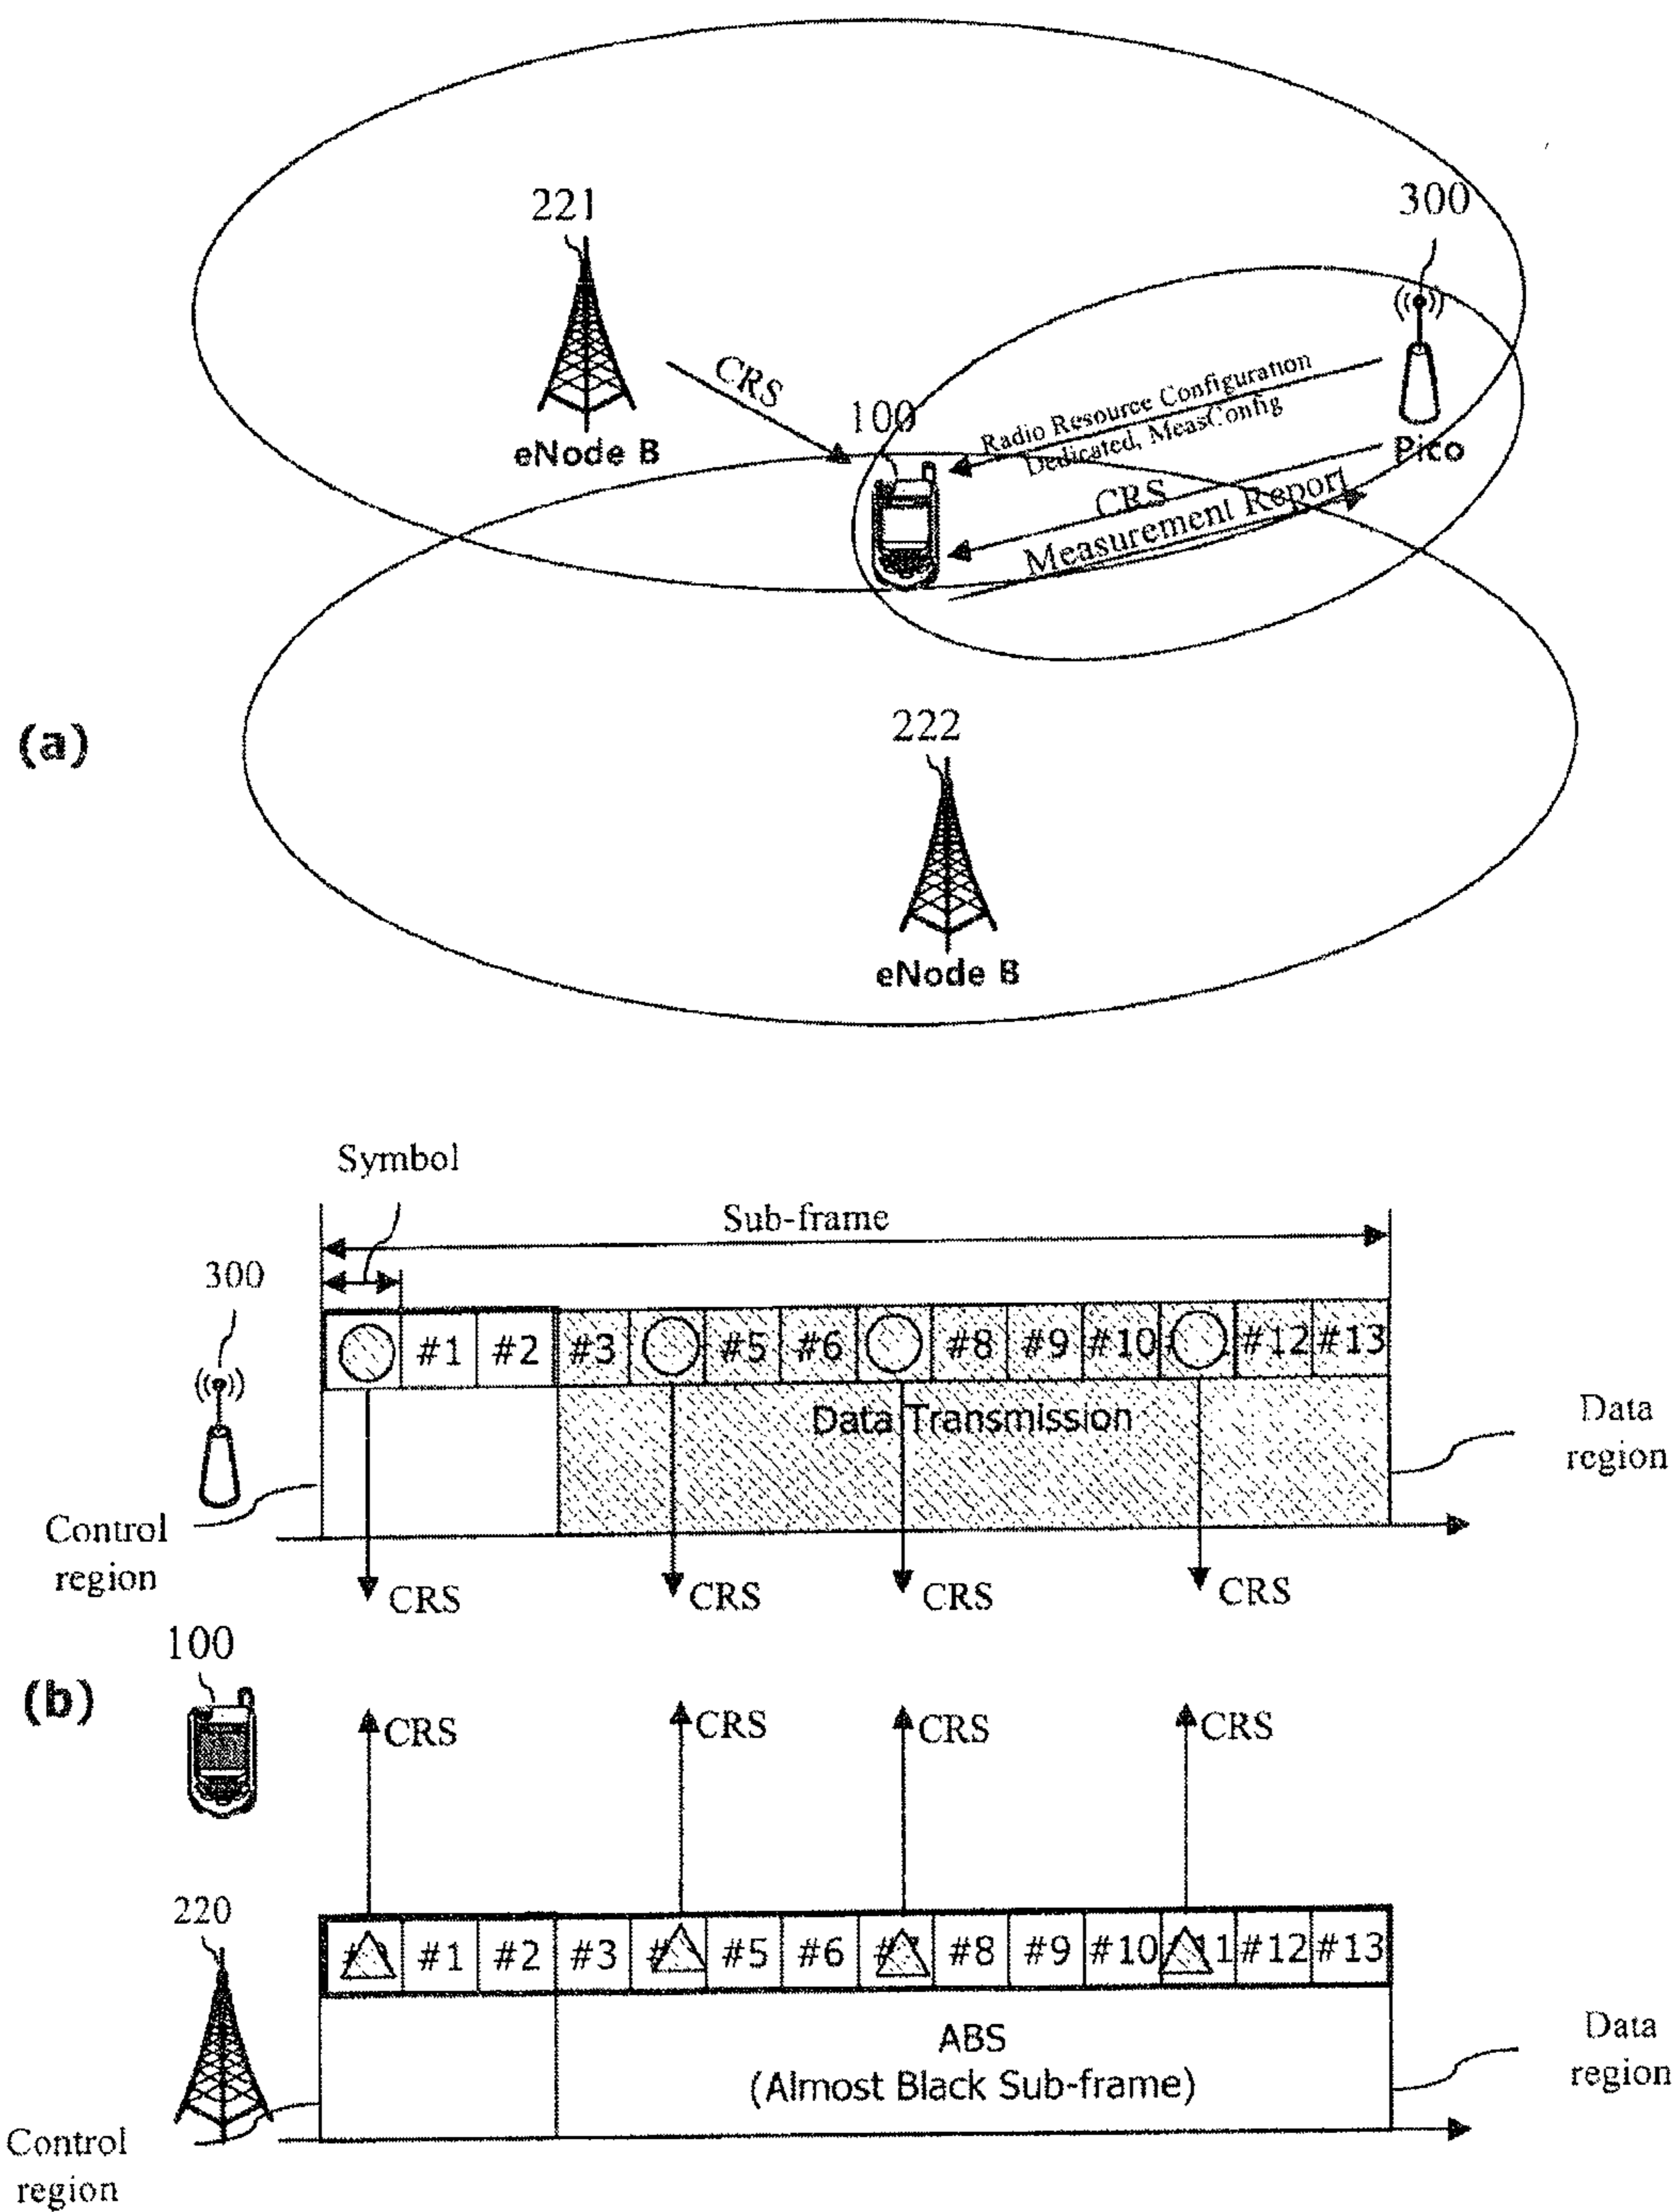 221
300
CRS
100
Radio Resource Configuration
Dedicated, MeasConfig
eNode B
Pico
CRS
Measurement Report
(a)
222
eNode B
Symbol
Sub-frame
300
#1 #2 #3 #5 #6 #8 #9 #10 #12 #13
Data Transmission
Data
region
Control
region
CRS CRS CRS CRS
100
(b)
CRS CRS CRS CRS
220
#1 #2 #3 #5 #6 #8 #9 #10 #12 #13
ABS
(Almost Black Sub-frame)
Data
region
Control
region